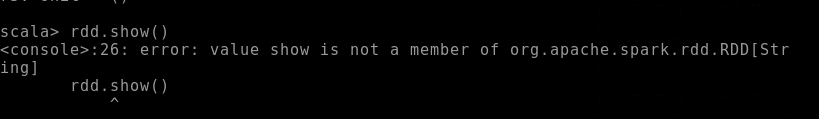 scala> rdd.show()
<console>:26: error: value show is not a member of org.apache.spark.rdd.RDD[Str
ing]
       rdd.show()
           ^